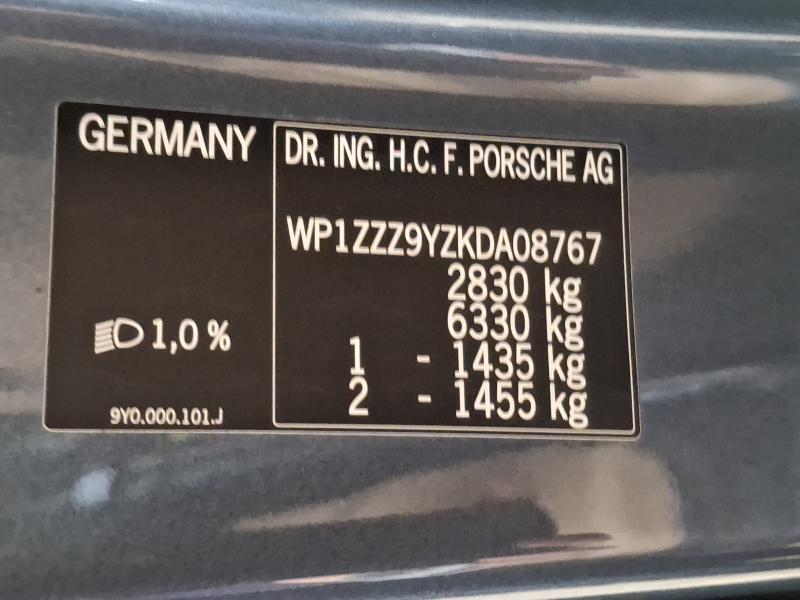 GERMANY
1,0 %
9Y0.000.101.J
DR. ING. H.C. F. PORSCHE AG
WP1ZZZ9YZKDA08767
2830 kg
6330 kg
1 - 1435 kg
2 - 1455 kg